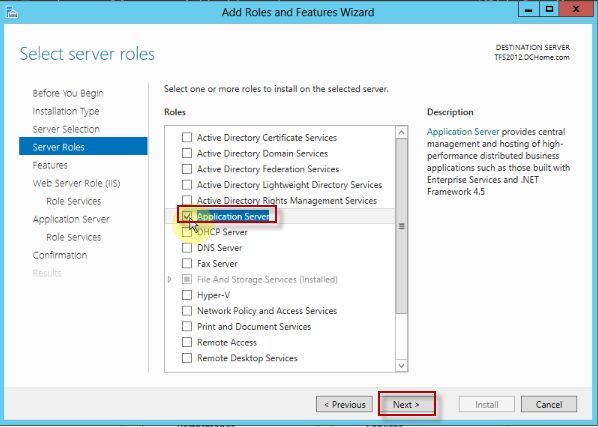 Add Roles and Features Wizard
Select server roles
DESTINATION SERVER
TFS2012.DCHome.com
Before You Begin
Installation Type
Server Selection
Server Roles
Features
Web Server Role (IIS)
Role Services
Application Server
Role Services
Confirmation
Results
Select one or more roles to install on the selected server.
Roles
Active Directory Certificate Services
Active Directory Domain Services
Active Directory Federation Services
Active Directory Lightweight Directory Services
Active Directory Rights Management Services
Application Server
DHCP Server
DNS Server
Fax Server
File And Storage Services (Installed)
Hyper-V
Network Policy and Access Services
Print and Document Services
Remote Access
Remote Desktop Services
Description
Application Server provides central
management and hosting of high-
performance distributed business
applications such as those built with
Enterprise Services and .NET
Framework 4.5
< Previous
Next >
Install
Cancel